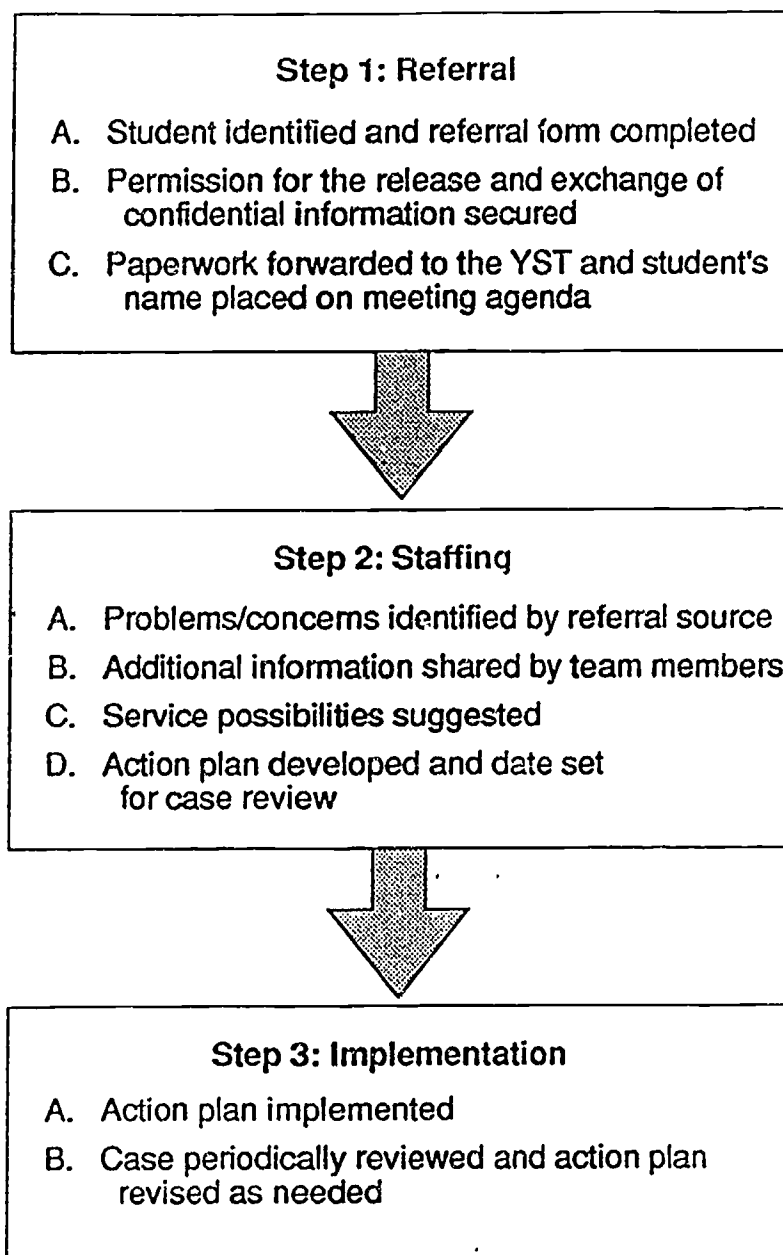 Step 1: Referral
A. Student identified and referral form completed
B. Permission for the release and exchange of
confidential information secured
C. Paperwork forwarded to the YST and student's
name placed on meeting agenda
Step 2: Staffing
A. Problems/concerns identified by referral source
B. Additional information shared by team members
C. Service possibilities suggested
D. Action plan developed and date set
for case review
Step 3: Implementation
A. Action plan implemented
B. Case periodically reviewed and action plan
revised as needed